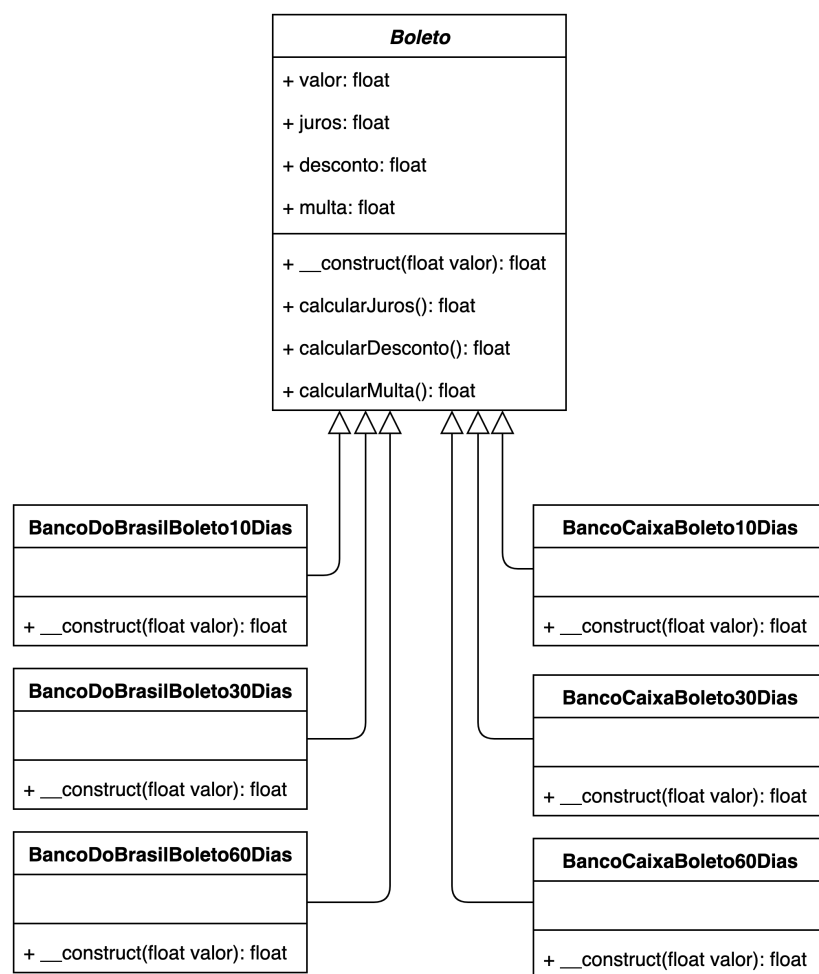 Boleto
+ valor: float
+ juros: float
+ desconto: float
+ multa: float
+ __construct(float valor): float
+ calcularJuros(): float
+ calcularDesconto(): float
+ calcularMulta(): float
BancoDoBrasilBoleto10Dias
+ __construct(float valor): float
BancoDoBrasilBoleto30Dias
+ __construct(float valor): float
BancoDoBrasilBoleto60Dias
+ __construct(float valor): float
BancoCaixaBoleto10Dias
+ __construct(float valor): float
BancoCaixaBoleto30Dias
+ __construct(float valor): float
BancoCaixaBoleto60Dias
+ __construct(float valor): float